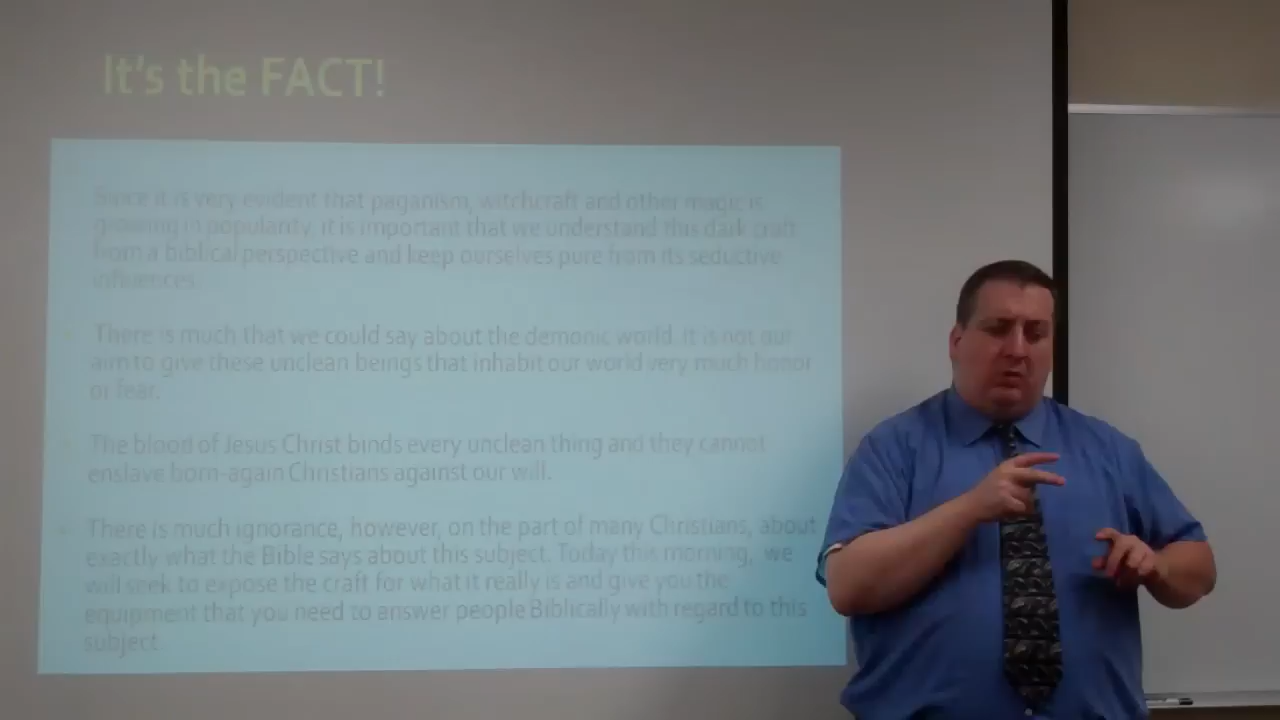 It's the FACT!
Since it is very evident that paganism, witchcraft and other magic is
growing in popularity, it is important that we understand this dark craft
from a biblical perspective and keep ourselves pure from its seductive
influences.
There is much that we could say about the demonic world. It is not our
aim to give these unclean beings that inhabit our world very much honor
or fear.
The blood of Jesus Christ binds every unclean thing and they cannot
enslave born-again Christians against our will.
There is much ignorance, however, on the part of many Christians, about
exactly what the Bible says about this subject. Today this morning, we
will seek to expose the craft for what it really is and give you the
equipment that you need to answer people Biblically with regard to this
subject